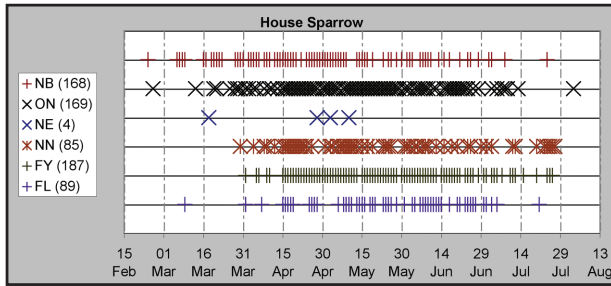 House Sparrow
NB (168)
ON (169)
NE (4)
NN (85)
FY (187)
FL (89)
15 01 16 31 15 30 15 30 14 29 14 29 13
Feb Mar Mar Mar Apr Apr May May Jun Jun Jul Jul Aug